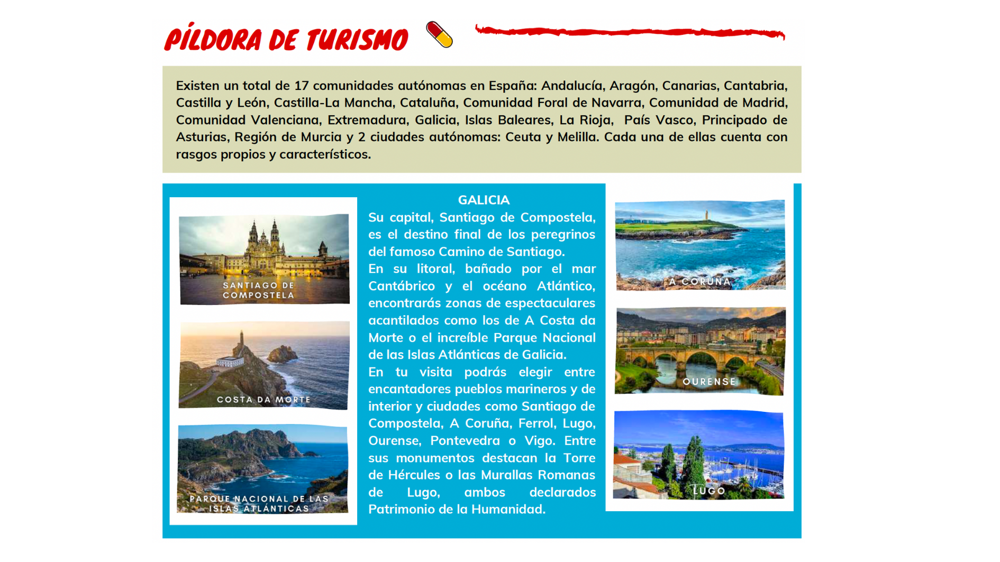 PÍLDORA DE TURISMO
Existen un total de 17 comunidades autónomas en España: Andalucía, Aragón, Canarias, Cantabria,
Castilla y León, Castilla-La Mancha, Cataluña, Comunidad Foral de Navarra, Comunidad de Madrid,
Comunidad Valenciana, Extremadura, Galicia, Islas Baleares, La Rioja, País Vasco, Principado de
Asturias, Región de Murcia y 2 ciudades autónomas: Ceuta y Melilla. Cada una de ellas cuenta con
rasgos propios y característicos.
SANTIAGO DE
COMPOSTELA
COSTA DA MORTE
PARQUE NACIONAL DE LAS
ISLAS ATLÁNTICAS
GALICIA
Su capital, Santiago de Compostela,
es el destino final de los peregrinos
del famoso Camino de Santiago.
En su litoral, bañado por el mar
Cantábrico y el océano Atlántico,
encontrarás zonas de espectaculares
acantilados como los de A Costa da
Morte o el increíble Parque Nacional
de las Islas Atlánticas de Galicia.
En tu visita podrás elegir entre
encantadores pueblos marineros y de
interior y ciudades como Santiago de
Compostela, A Coruña, Ferrol, Lugo,
Ourense, Pontevedra o Vigo. Entre
sus monumentos destacan la Torre
de Hércules o las Murallas Romanas
de Lugo, ambos declarados
Patrimonio de la Humanidad.
A CORUÑA
OURENSE
LUGO